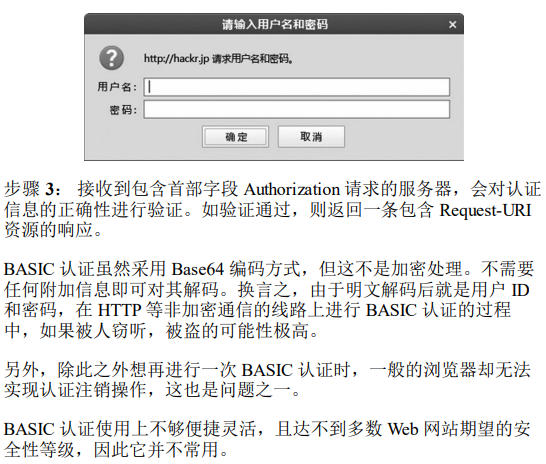 请输入用户名和密码
×
?
http://hackr.jp 请求用户名和密码。
用户名:
密码:
确定 取消
步骤 3： 接收到包含首部字段 Authorization 请求的服务器，会对认证
信息的正确性进行验证。如验证通过，则返回一条包含 Request-URI
资源的响应。
BASIC 认证虽然采用 Base64 编码方式，但这不是加密处理。不需要
任何附加信息即可对其解码。换言之，由于明文解码后就是用户 ID
和密码，在 HTTP 等非加密通信的线路上进行 BASIC 认证的过程
中，如果被人窃听，被盗的可能性极高。
另外，除此之外想再进行一次 BASIC 认证时，一般的浏览器却无法
实现认证注销操作，这也是问题之一。
BASIC 认证使用上不够便捷灵活，且达不到多数 Web 网站期望的安
全性等级，因此它并不常用。